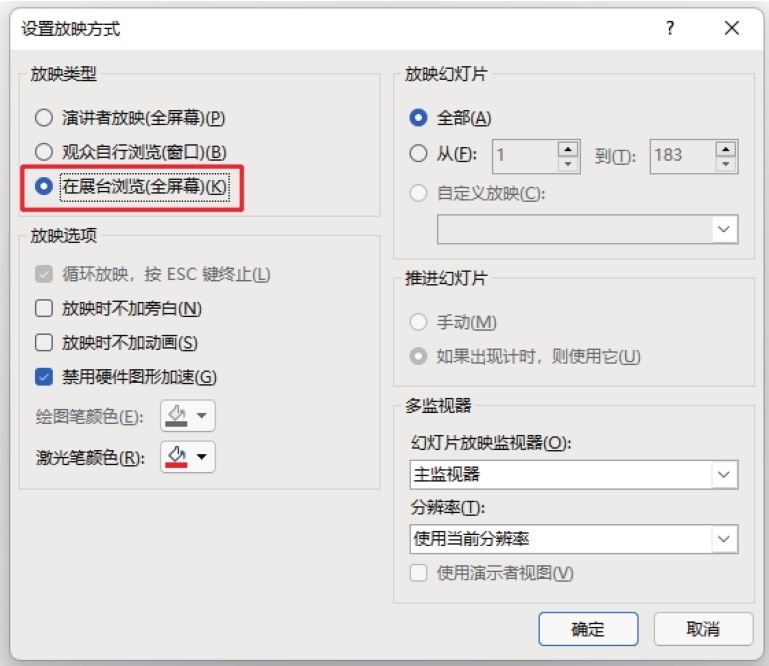 设置放映方式
放映类型
演讲者放映(全屏幕)(P)
观众自行浏览(窗口)(B)
在展台浏览(全屏幕)(K)
放映选项
循环放映，按 ESC 键终止(L)
放映时不加旁白(N)
放映时不加动画(S)
禁用硬件图形加速(G)
绘图笔颜色(E):
激光笔颜色(R):
放映幻灯片
全部(A)
从(F): 1 到(T): 183
自定义放映(C):
推进幻灯片
手动(M)
如果出现计时，则使用它(U)
多监视器
幻灯片放映监视器(O):
主监视器
分辨率(T):
使用当前分辨率
使用演示者视图(V)
确定 取消